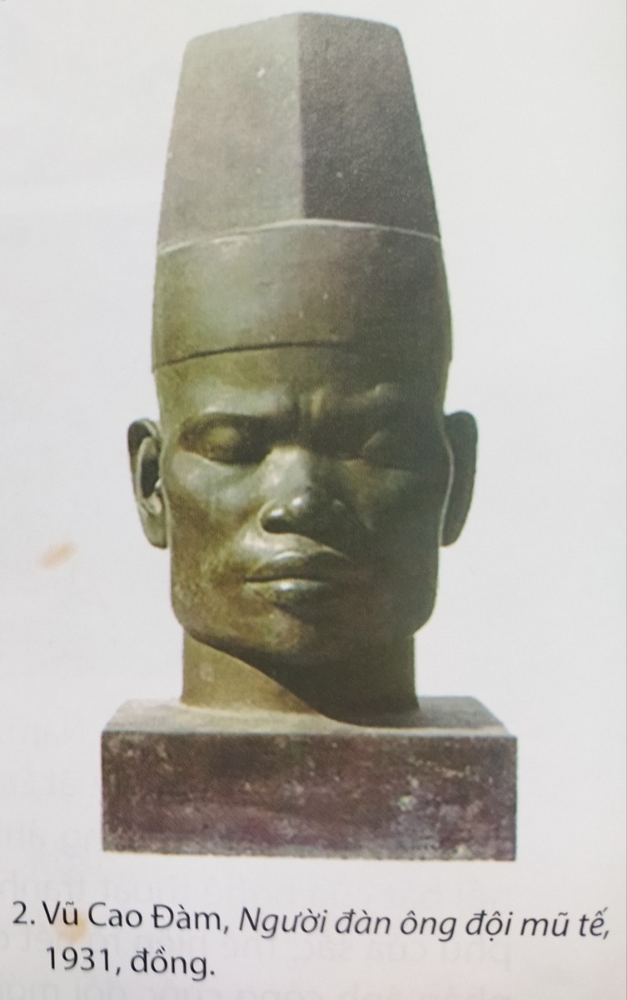 2. Vũ Cao Đàm, Người đàn ông đội mũ tế,
1931, đồng.